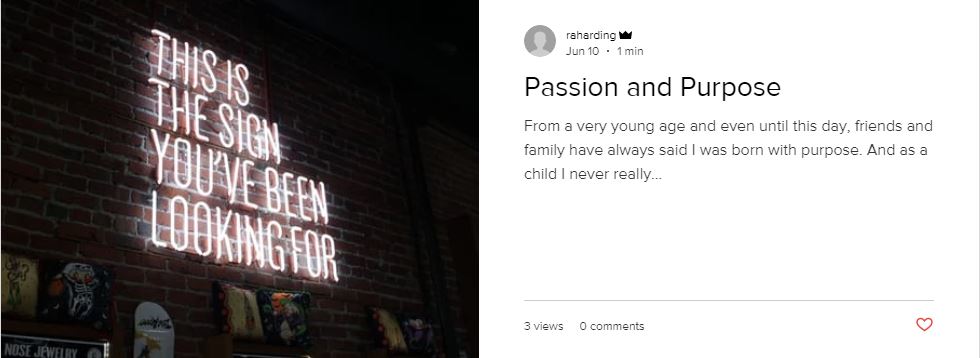 THIS IS
THE SIGN
YOU'VE BEEN
LOOKING FOR
NOSE JEWELRY
raharding
Jun 10 · 1 min
Passion and Purpose
From a very young age and even until this day, friends and
family have always said I was born with purpose. And as a
child I never really...
3 views 0 comments